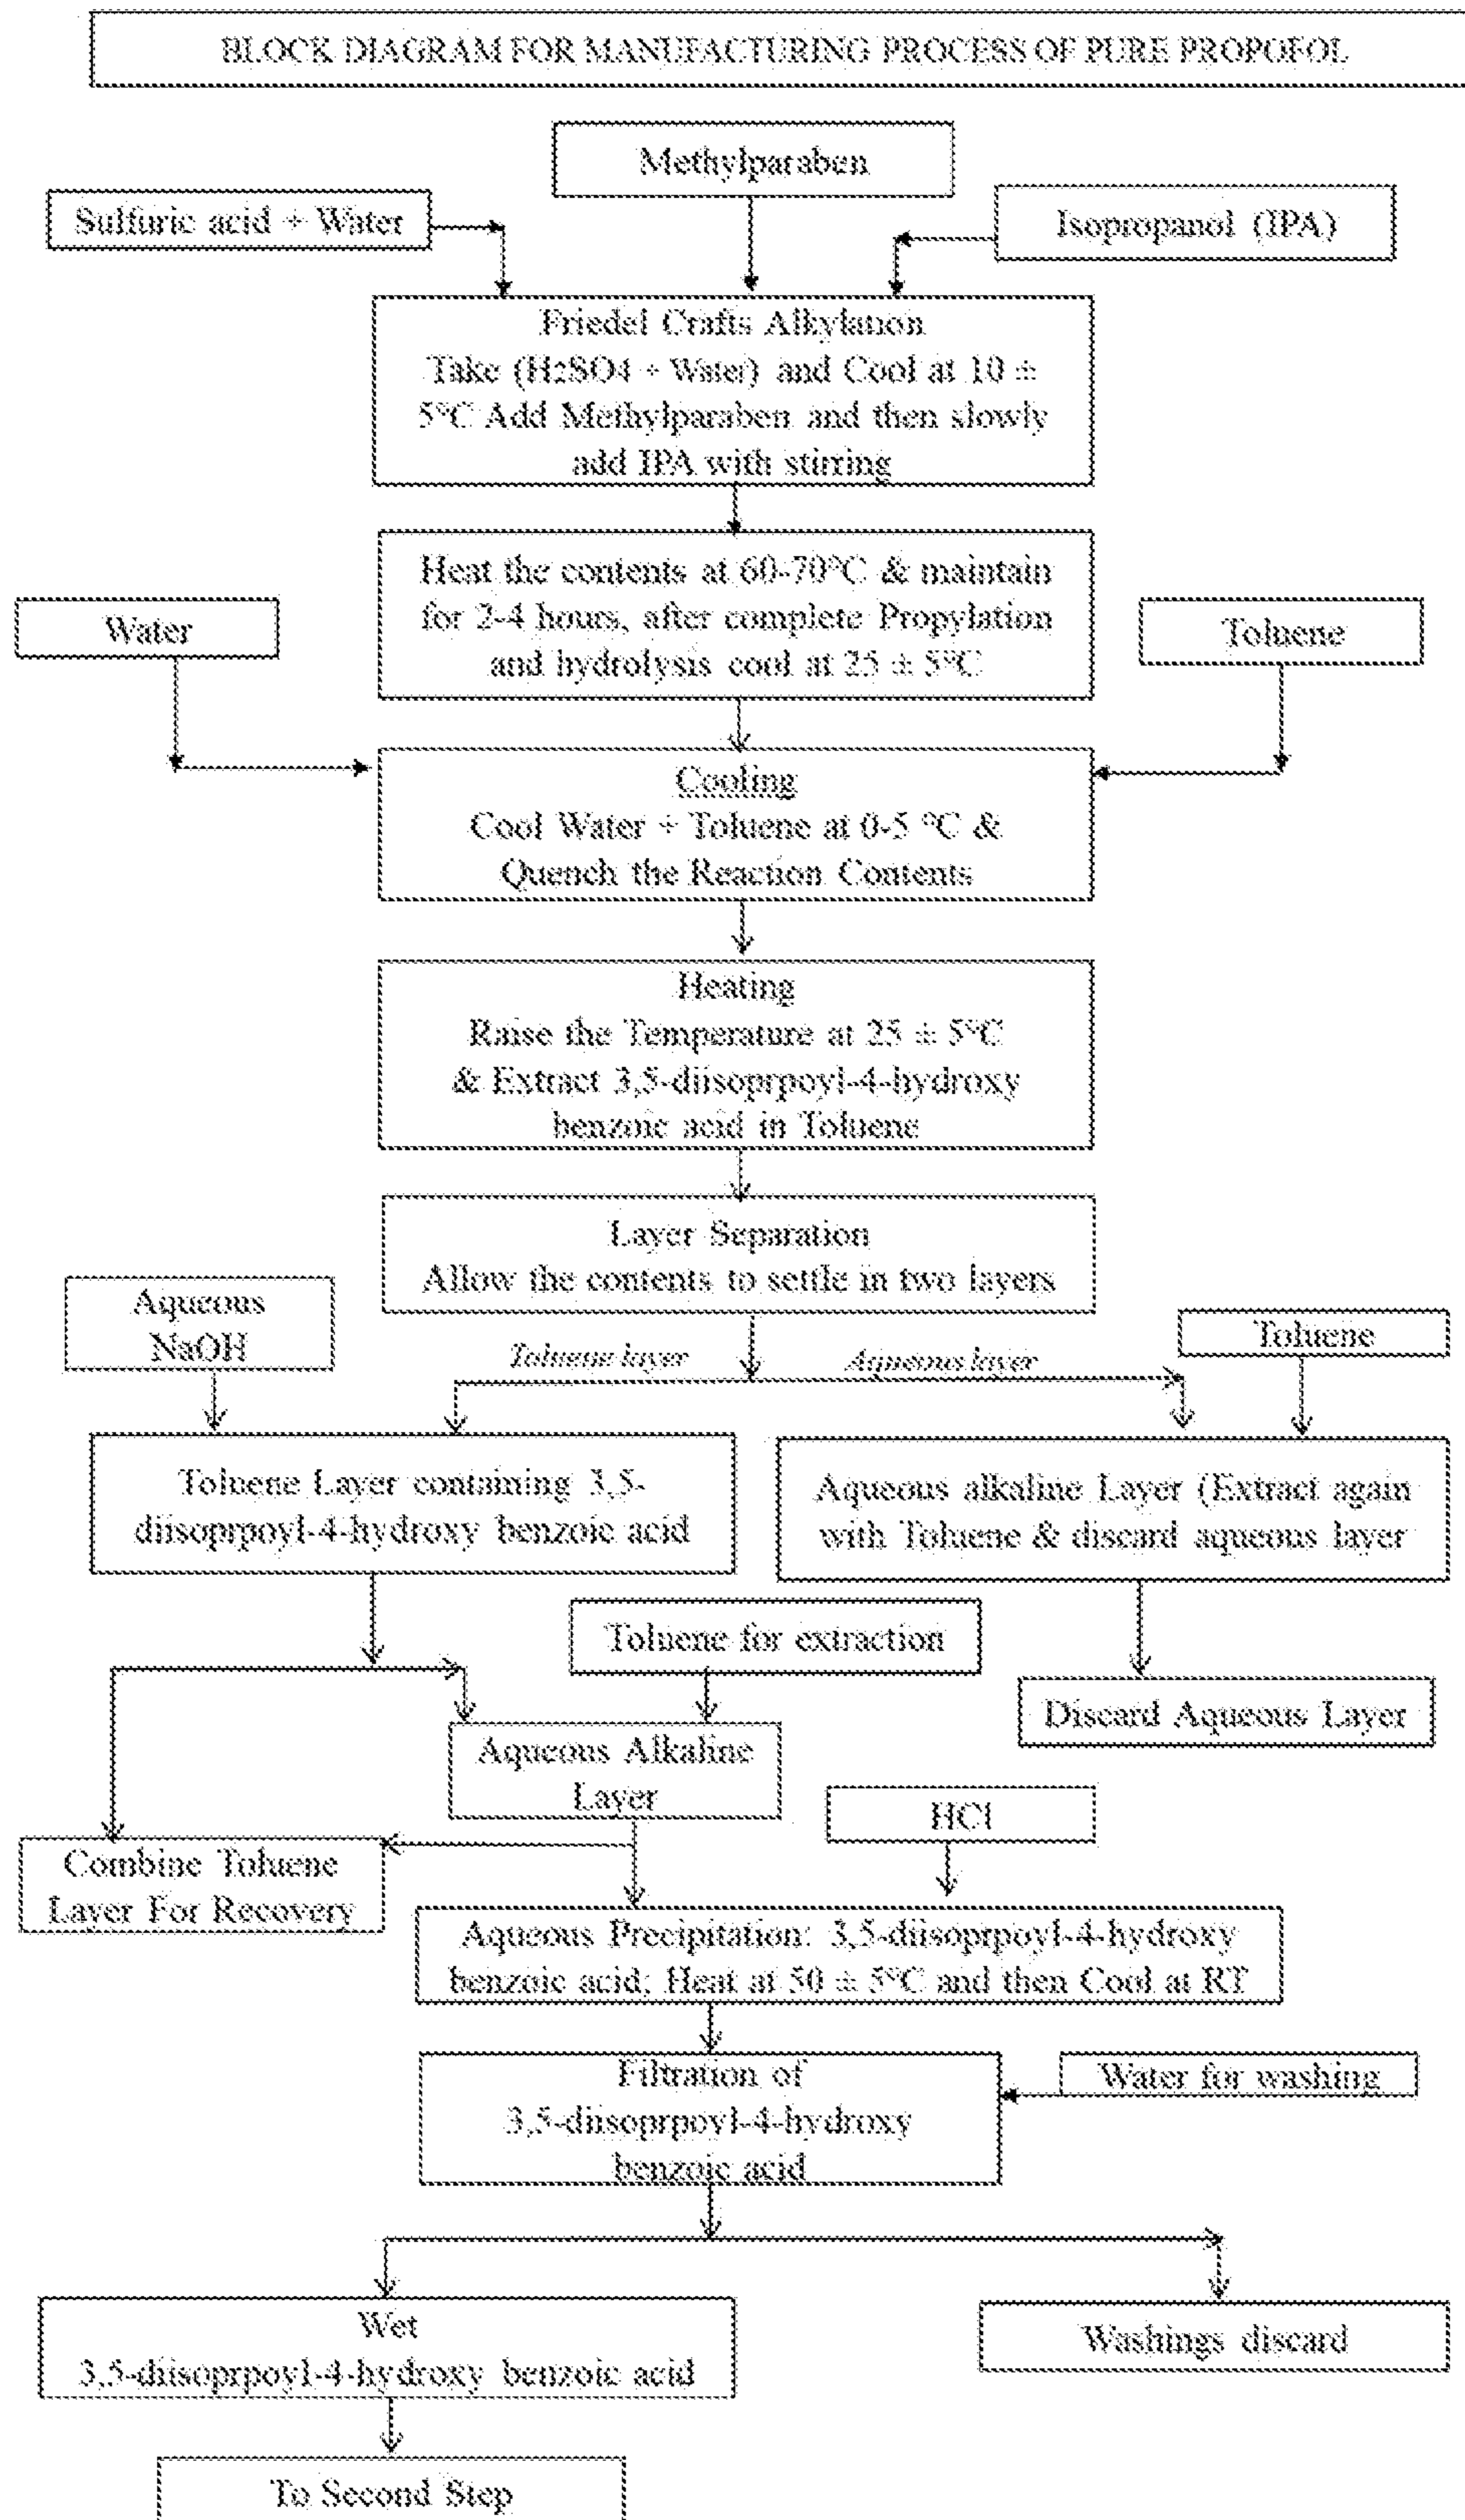 BLOCK DIAGRAM FOR MANUFACTURING PROCESS OF PURE PROPOFOL
Methylparaben
Sulfuric acid + Water
Isopropanol (IPA)
Friedel Crafts Alkylation
Take (H2SO4 + Water) and Cool at 10 ±
5°C Add Methylparaben and then slowly
add IPA with stirring
Heat the contents at 60-70°C & maintain
for 2-4 hours, after complete Propylation
and hydrolysis cool at 25 ± 5°C
Water
Toluene
Cooling
Cool Water + Toluene at 0-5 °C &
Quench the Reaction Contents
Heating
Raise the Temperature at 25 ± 5°C
& Extract 3,5-diisoprpoyl-4-hydroxy
benzoic acid in Toluene
Layer Separation
Allow the contents to settle in two layers
Aqueous
NaOH
Toluene layer
Aqueous layer
Toluene
Toluene Layer containing 3,5-
diisoprpoyl-4-hydroxy benzoic acid
Aqueous alkaline Layer (Extract again
with Toluene & discard aqueous layer
Toluene for extraction
Discard Aqueous Layer
Aqueous Alkaline
Layer
HCl
Combine Toluene
Layer For Recovery
Aqueous Precipitation: 3,5-diisoprpoyl-4-hydroxy
benzoic acid; Heat at 50 ± 5°C and then Cool at RT
Filtration of
3,5-diisoprpoyl-4-hydroxy
benzoic acid
Water for washing
Wet
3,5-diisoprpoyl-4-hydroxy benzoic acid
Washings discard
To Second Step